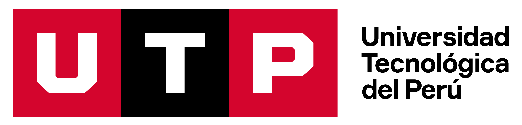 UTP
Universidad
Tecnológica
del Perú